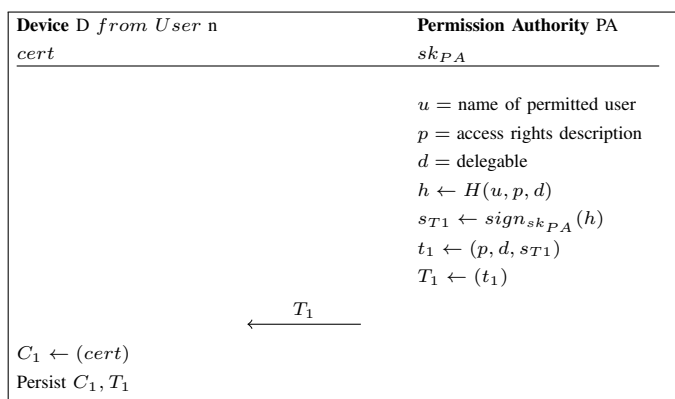 Device D from User n Permission Authority PA
cert sk_PA
u = name of permitted user
p = access rights description
d = delegable
h ← H(u, p, d)
s_T1 ← sign_sk_PA(h)
t_1 ← (p, d, s_T1)
T_1 ← (t_1)
T_1
C_1 ← (cert)
Persist C_1, T_1